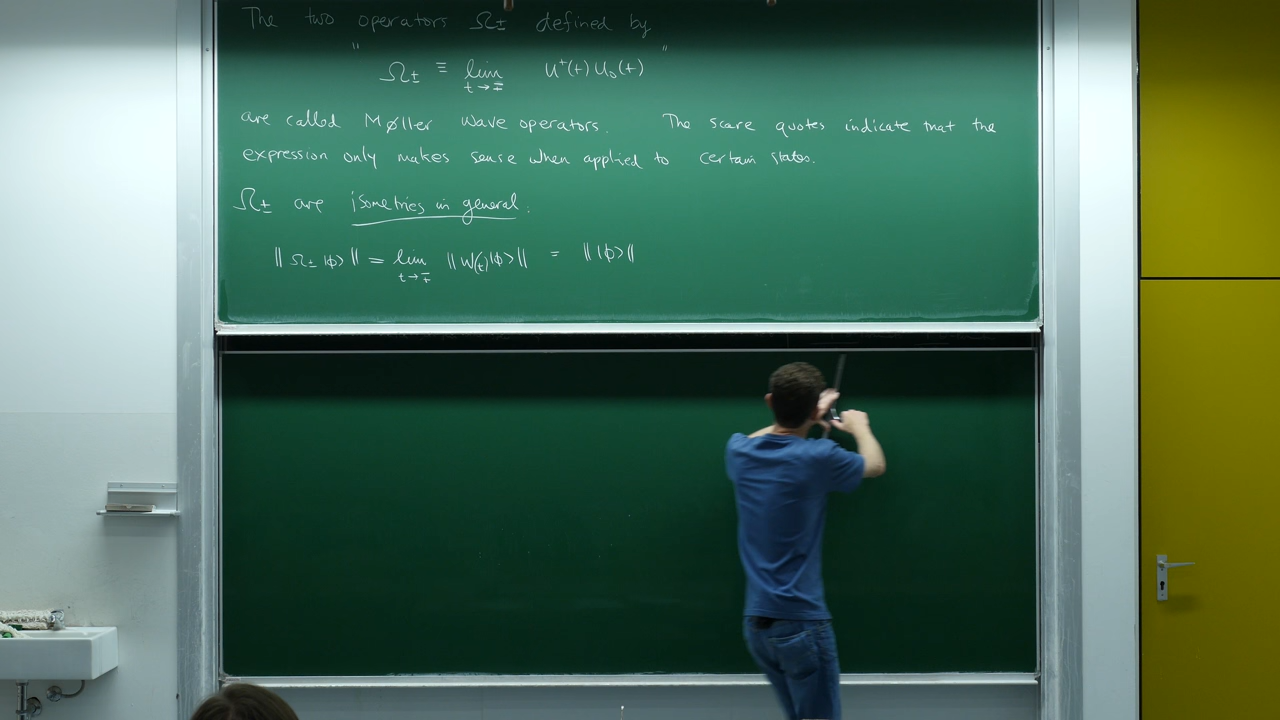 The two operators Ω± defined by
" Ω± ≡ lim t→∓ U†(t) U₀(t) "
are called Møller wave operators. The scare quotes indicate that the
expression only makes sense when applied to certain states.
Ω± are isometries in general.
‖ Ω± |φ> ‖ = lim t→∓ ‖ W(t) |φ> ‖ = ‖ |φ> ‖